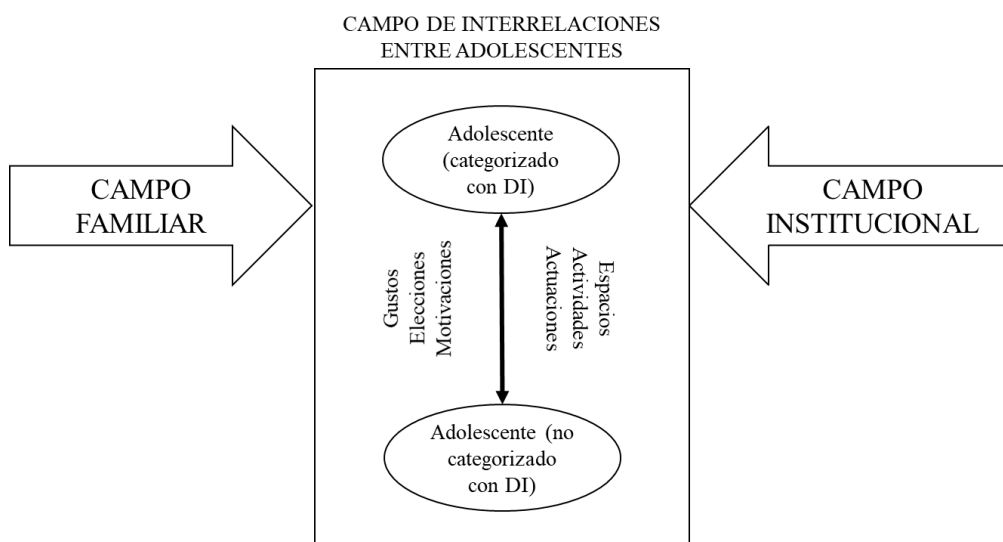 CAMPO DE INTERRELACIONES
ENTRE ADOLESCENTES
Adolescente
(categorizado
con DI)
CAMPO
FAMILIAR
CAMPO
INSTITUCIONAL
Gustos
Elecciones
Motivaciones
Espacios
Actividades
Actuaciones
Adolescente (no
categorizado
con DI)